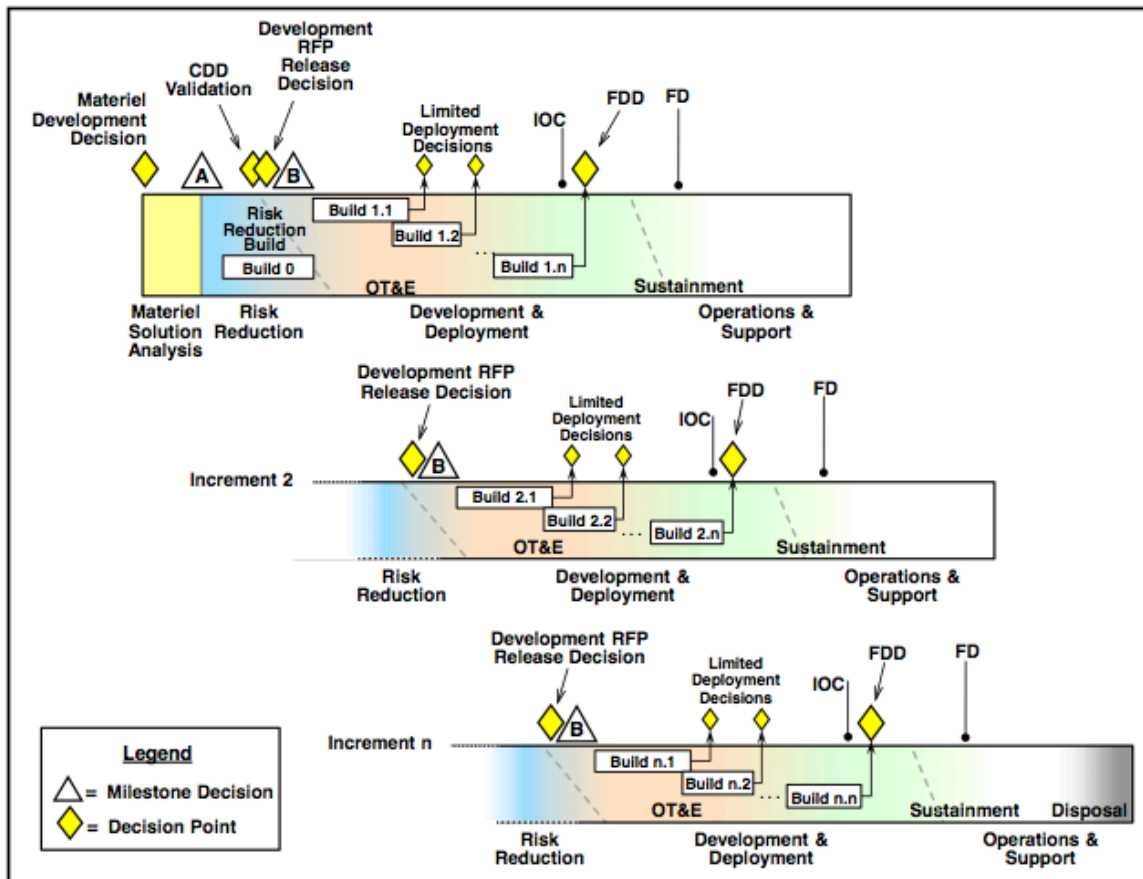 Development
RFP
Release
Decision
CDD
Validation
Materiel
Development
Decision
Limited
Deployment
Decisions
IOC
FDD
FD
A
B
Risk
Reduction
Build
Build 0
Build 1.1
Build 1.2
...
Build 1.n
OT&E
Sustainment
Materiel
Solution
Analysis
Risk
Reduction
Development &
Deployment
Operations &
Support
Development RFP
Release Decision
Limited
Deployment
Decisions
IOC
FDD
FD
B
Increment 2
Build 2.1
Build 2.2
...
Build 2.n
OT&E
Sustainment
Risk
Reduction
Development &
Deployment
Operations &
Support
Development RFP
Release Decision
Limited
Deployment
Decisions
IOC
FDD
FD
B
Increment n
Build n.1
Build n.2
...
Build n.n
OT&E
Sustainment
Disposal
Risk
Reduction
Development &
Deployment
Operations &
Support
Legend
= Milestone Decision
= Decision Point